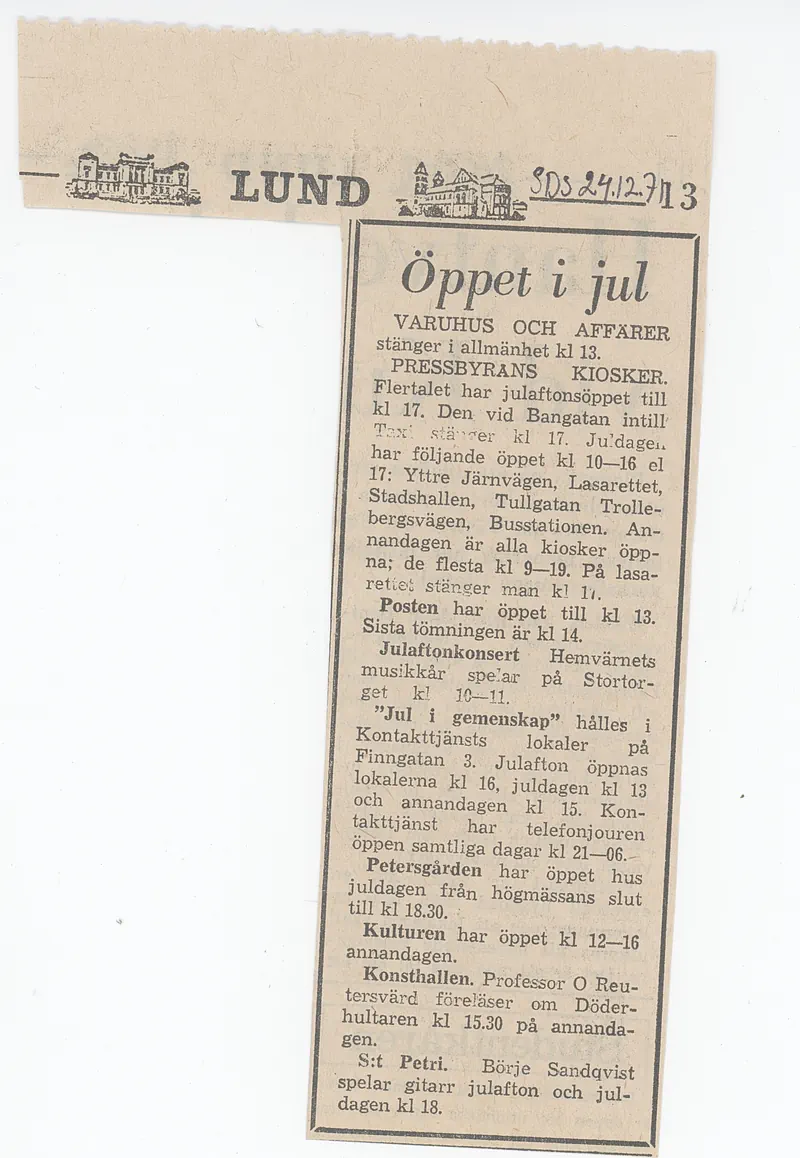 LUND
SDS 24.12.71
13
Öppet i jul
VARUHUS OCH AFFÄRER
stänger i allmänhet kl 13.
PRESSBYRÅNS KIOSKER.
Flertalet har julaftonsöppet till
kl 17. Den vid Bangatan intill
Taxi stänger kl 17. Juldagen
har följande öppet kl 10—16 el
17: Yttre Järnvägen, Lasarettet,
Stadshallen, Tullgatan Trolle-
bergsvägen, Busstationen. An-
nandagen är alla kiosker öpp-
na; de flesta kl 9—19. På lasa-
rettet stänger man kl 17.
Posten har öppet till kl 13.
Sista tömningen är kl 14.
Julaftonkonsert Hemvärnets
musikkår spelar på Stortor-
get kl 10—11.
"Jul i gemenskap" hålles i
Kontakttjänsts lokaler på
Finngatan 3. Julafton öppnas
lokalerna kl 16, juldagen kl 13
och annandagen kl 15. Kon-
takttjänst har telefonjouren
öppen samtliga dagar kl 21—06.
Petersgården har öppet hus
juldagen från högmässans slut
till kl 18.30.
Kulturen har öppet kl 12—16
annandagen.
Konsthallen. Professor O Reu-
tersvärd föreläser om Döder-
hultaren kl 15.30 på annanda-
gen.
S:t Petri. Börje Sandqvist
spelar gitarr julafton och jul-
dagen kl 18.